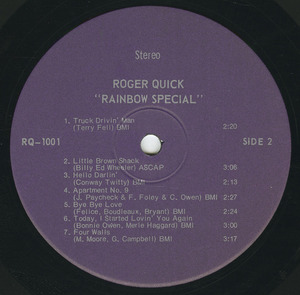 Stereo
ROGER QUICK
"RAINBOW SPECIAL"
1. Truck Drivin' Man
(Terry Fell) BMI 2:20
RQ-1001 SIDE 2
2. Little Brown Shack
(Billy Ed Wheeler) ASCAP 3:06
3. Hello Darlin'
(Conway Twitty) BMI 2:13
4. Apartment No. 9
(J. Paycheck & F. Foley & C. Owen) BMI 2:27
5. Bye Bye Love
(Felice, Boudleaux, Bryant) BMI 2:24
6. Today, I Started Lovin' You Again
(Bonnie Owen, Merle Haggard) BMI 7:00
7. Four Walls
(M. Moore, G. Campbell) BMI 3:17